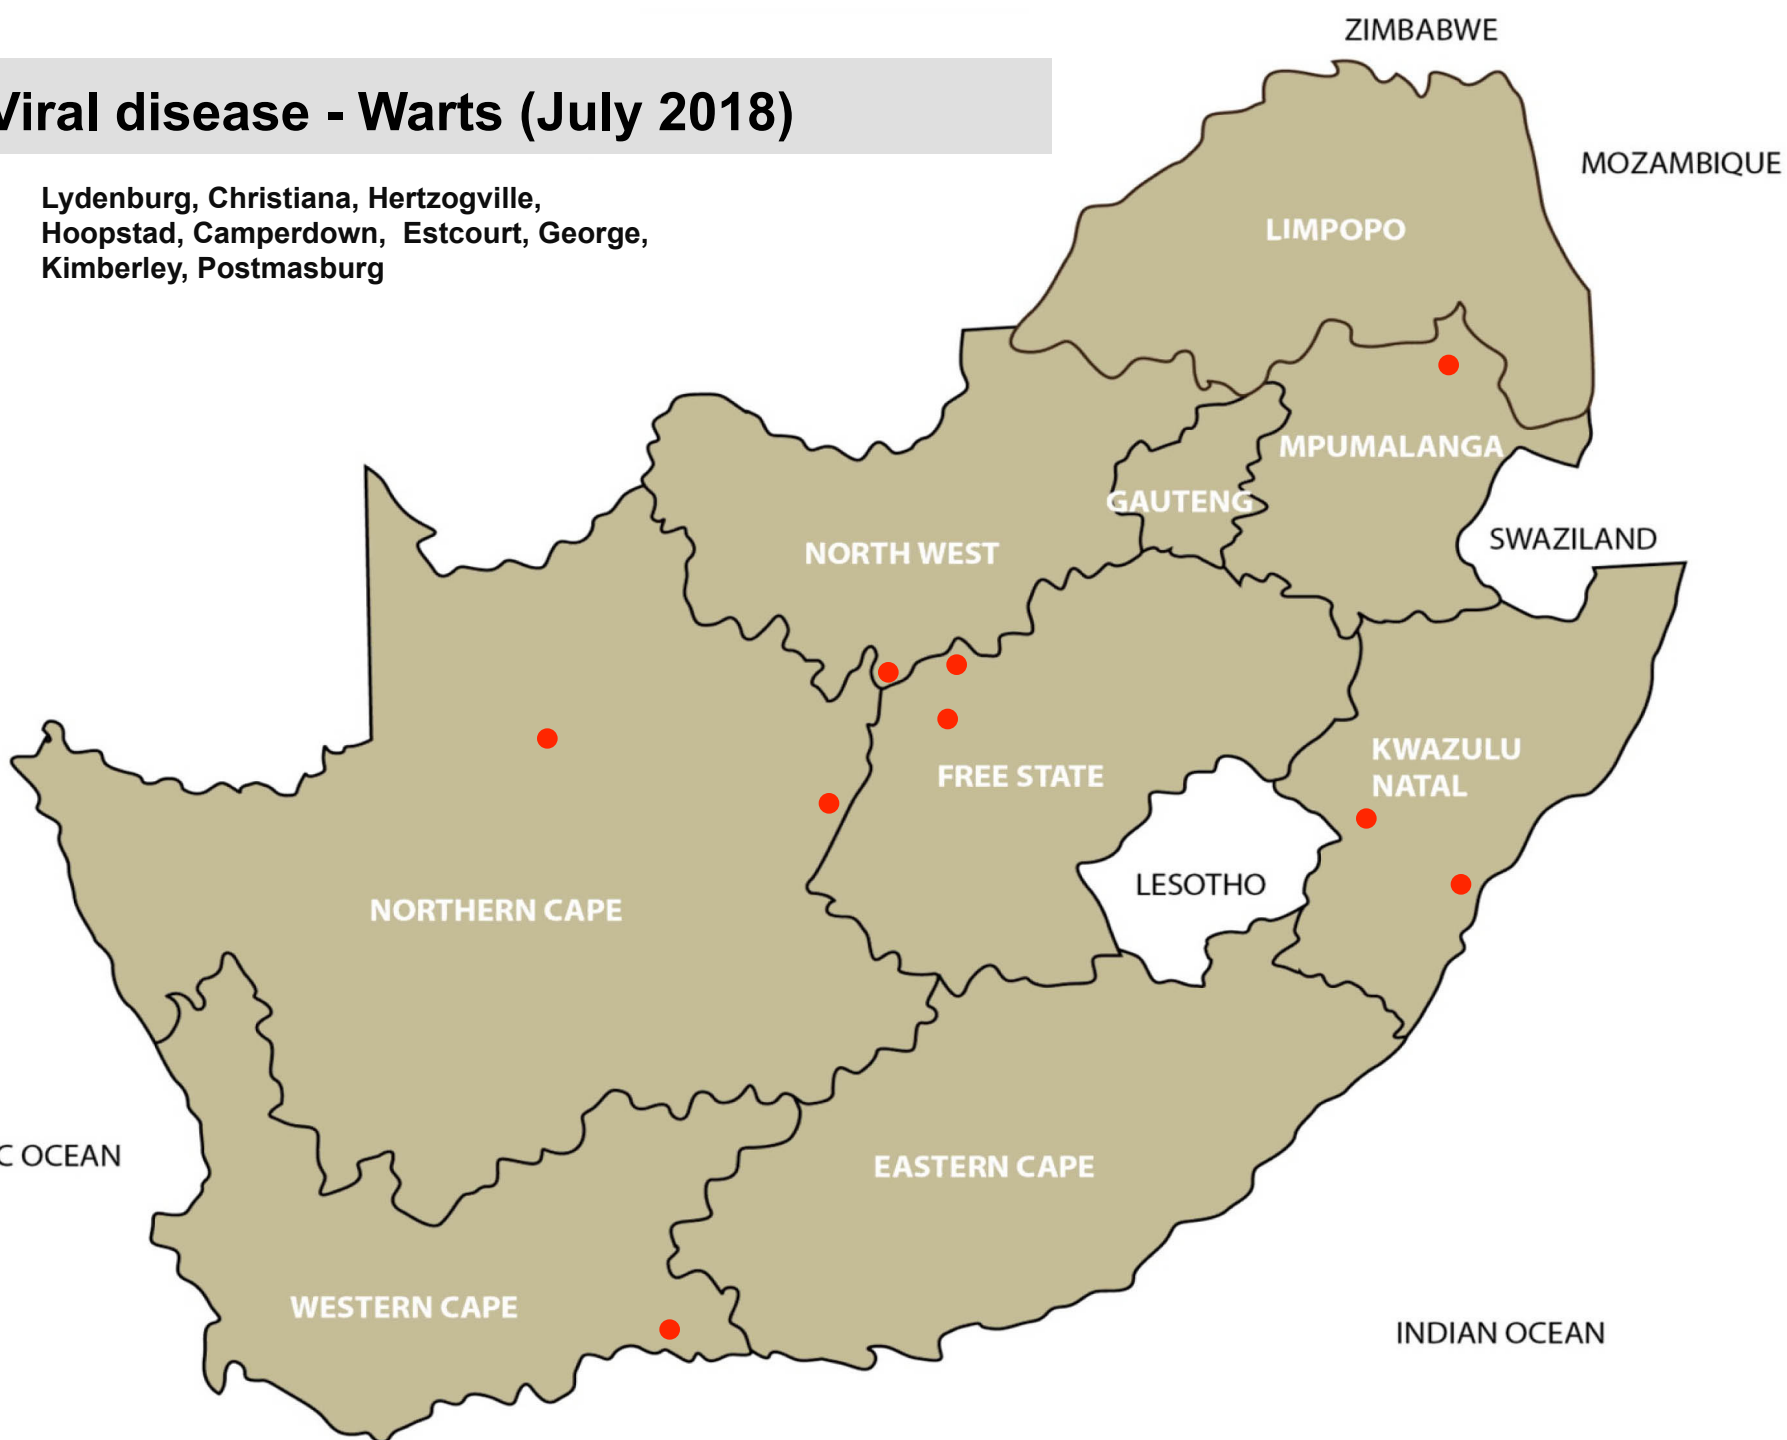 Viral disease - Warts (July 2018)
Lydenburg, Christiana, Hertzogville,
Hoopstad, Camperdown, Estcourt, George,
Kimberley, Postmasburg
ZIMBABWE
MOZAMBIQUE
LIMPOPO
MPUMALANGA
GAUTENG
NORTH WEST
SWAZILAND
KWAZULU
NATAL
FREE STATE
LESOTHO
NORTHERN CAPE
C OCEAN
EASTERN CAPE
WESTERN CAPE
INDIAN OCEAN